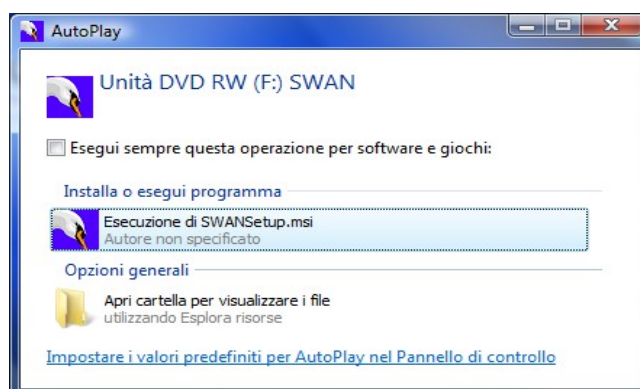 AutoPlay
Unità DVD RW (F:) SWAN
Esegui sempre questa operazione per software e giochi:
Installa o esegui programma
Esecuzione di SWANSetup.msi
Autore non specificato
Opzioni generali
Apri cartella per visualizzare i file
utilizzando Esplora risorse
Impostare i valori predefiniti per AutoPlay nel Pannello di controllo